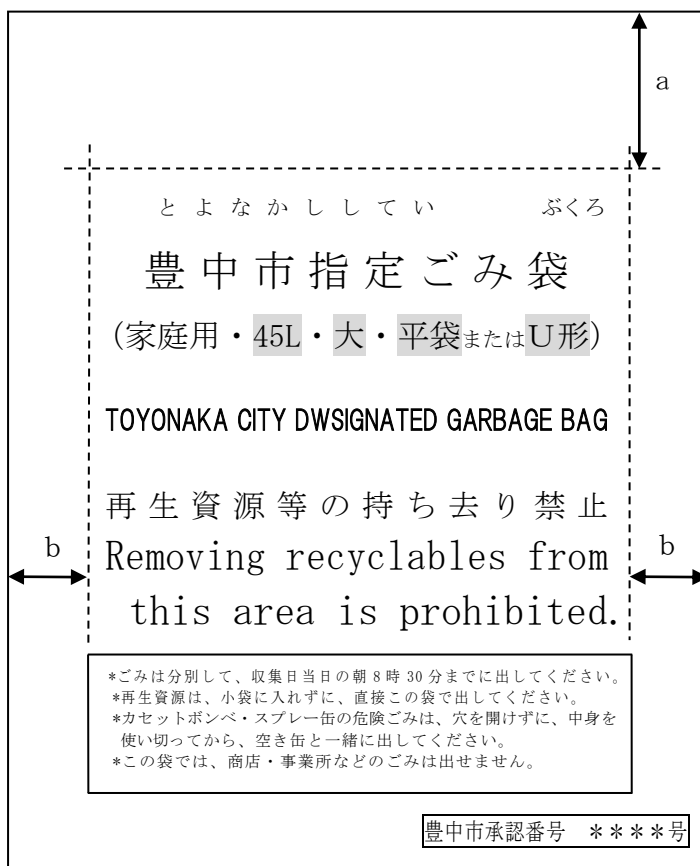 a
とよなかししてい　ぶくろ
豊中市指定ごみ袋
(家庭用・45L・大・平袋またはU形)
TOYONAKA CITY DWSIGNATED GARBAGE BAG
再生資源等の持ち去り禁止
b
b
Removing recyclables from
this area is prohibited.
*ごみは分別して、収集日当日の朝8時30分までに出してください。
*再生資源は、小袋に入れずに、直接この袋で出してください。
*カセットボンベ・スプレー缶の危険ごみは、穴を開けずに、中身を
使い切ってから、空き缶と一緒に出してください。
*この袋では、商店・事業所などのごみは出せません。
豊中市承認番号　＊＊＊＊号